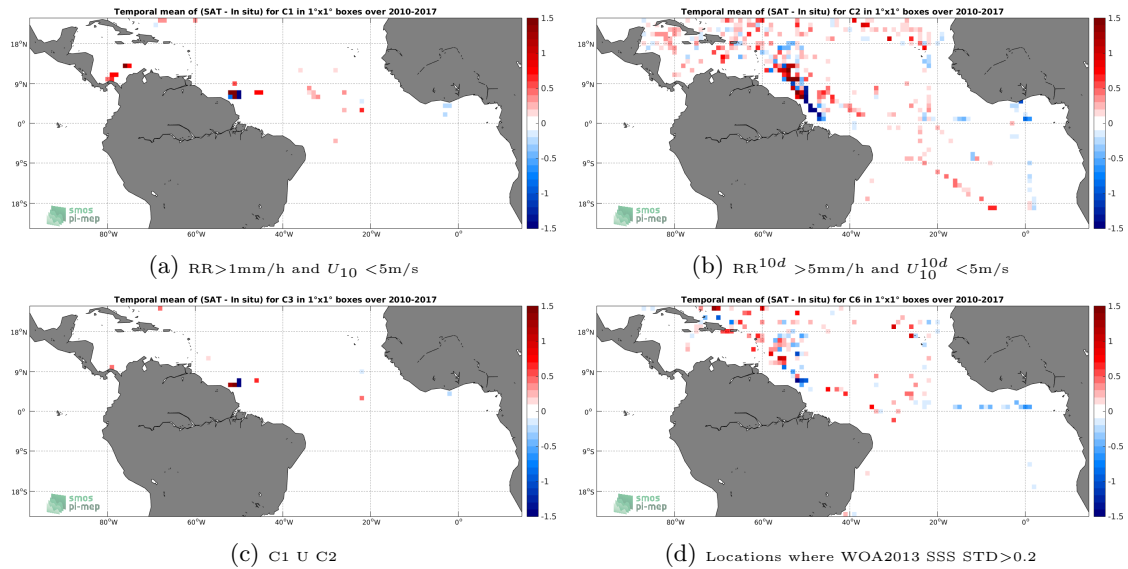 Temporal mean of (SAT - In situ) for C1 in 1°x1° boxes over 2010-2017
18°N
9°N
0°
9°S
18°S
80°W
60°W
40°W
20°W
0°
1.5
1
0.5
0
-0.5
-1
-1.5
smos
pi-mep
(a) RR>1mm/h and U10 <5m/s
Temporal mean of (SAT - In situ) for C2 in 1°x1° boxes over 2010-2017
18°N
9°N
0°
9°S
18°S
80°W
60°W
40°W
20°W
0°
1.5
1
0.5
0
-0.5
-1
-1.5
smos
pi-mep
(b) RR^10d >5mm/h and U10^10d <5m/s
Temporal mean of (SAT - In situ) for C3 in 1°x1° boxes over 2010-2017
18°N
9°N
0°
9°S
18°S
80°W
60°W
40°W
20°W
0°
1.5
1
0.5
0
-0.5
-1
-1.5
smos
pi-mep
(c) C1 U C2
Temporal mean of (SAT - In situ) for C6 in 1°x1° boxes over 2010-2017
18°N
9°N
0°
9°S
18°S
80°W
60°W
40°W
20°W
0°
1.5
1
0.5
0
-0.5
-1
-1.5
smos
pi-mep
(d) Locations where WOA2013 SSS STD>0.2